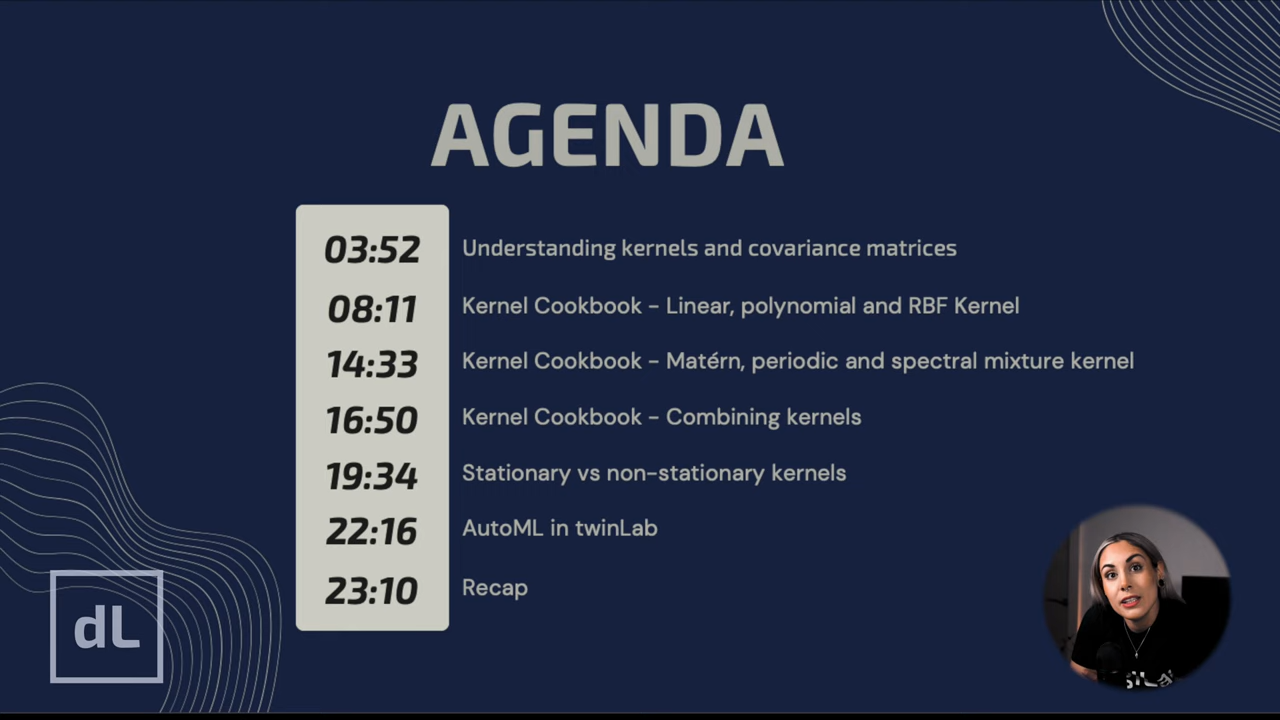 AGENDA
03:52 Understanding kernels and covariance matrices
08:11 Kernel Cookbook - Linear, polynomial and RBF Kernel
14:33 Kernel Cookbook - Matérn, periodic and spectral mixture kernel
16:50 Kernel Cookbook - Combining kernels
19:34 Stationary vs non-stationary kernels
22:16 AutoML in twinLab
23:10 Recap
dL